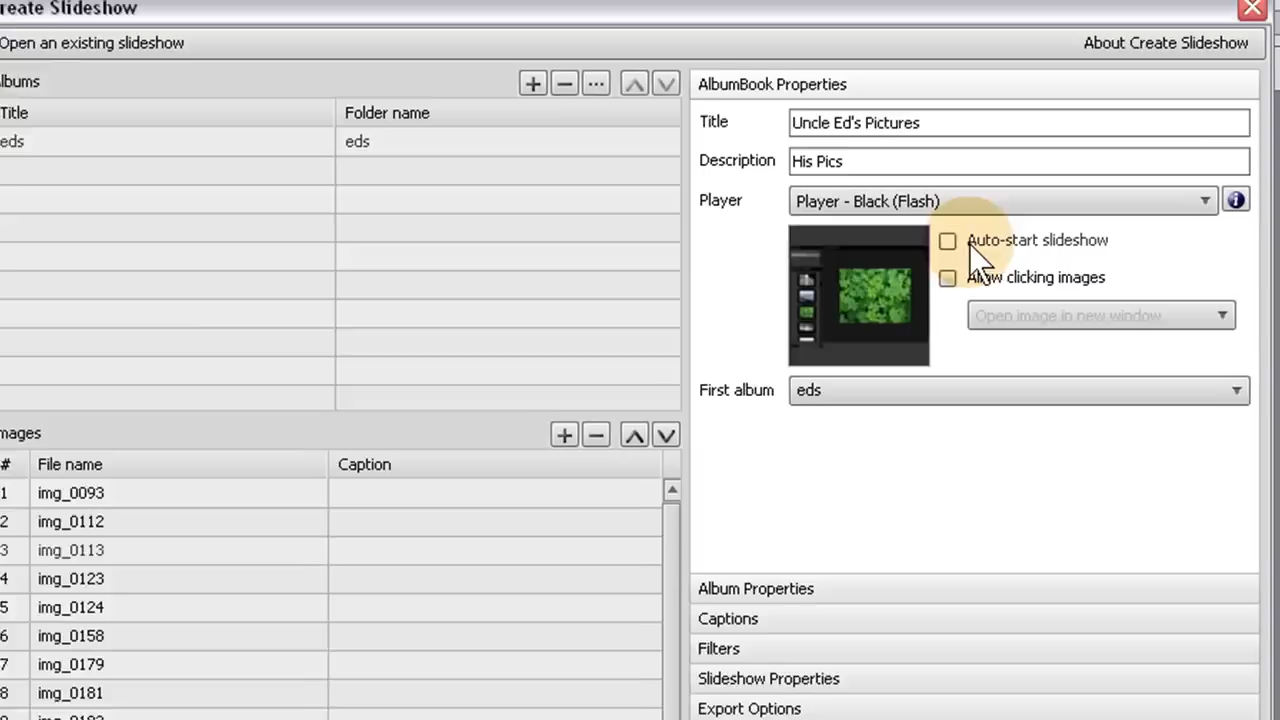 reate Slideshow
Open an existing slideshow
About Create Slideshow
lbums
Title
Folder name
eds
eds
mages
#
File name
Caption
1
img_0093
2
img_0112
3
img_0113
4
img_0123
5
img_0124
6
img_0158
7
img_0179
8
img_0181
AlbumBook Properties
Title
Uncle Ed's Pictures
Description
His Pics
Player
Player - Black (Flash)
Auto-start slideshow
Allow clicking images
Open image in new window
First album
eds
Album Properties
Captions
Filters
Slideshow Properties
Export Options